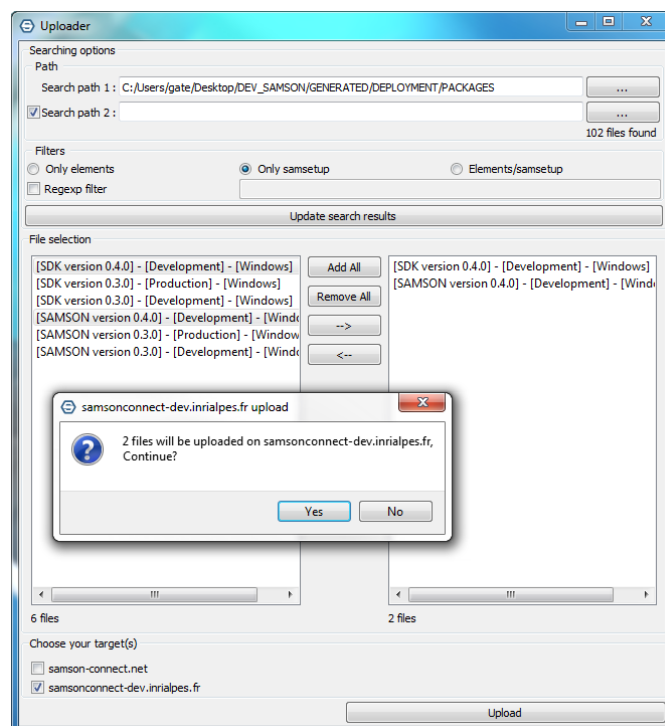 Uploader
Searching options
Path
Search path 1 : C:/Users/gate/Desktop/DEV_SAMSON/GENERATED/DEPLOYMENT/PACKAGES ...
Search path 2 : ...
102 files found
Filters
Only elements Only samsetup Elements/samsetup
Regexp filter
Update search results
File selection
[SDK version 0.4.0] - [Development] - [Windows]
[SDK version 0.3.0] - [Production] - [Windows]
[SDK version 0.3.0] - [Development] - [Windows]
[SAMSON version 0.4.0] - [Development] - [Windo
[SAMSON version 0.3.0] - [Production] - [Window
[SAMSON version 0.3.0] - [Development] - [Windo
Add All
Remove All
-->
<--
[SDK version 0.4.0] - [Development] - [Windows]
[SAMSON version 0.4.0] - [Development] - [Wind
samsonconnect-dev.inrialpes.fr upload
2 files will be uploaded on samsonconnect-dev.inrialpes.fr,
Continue?
Yes No
6 files 2 files
Choose your target(s)
samson-connect.net
samsonconnect-dev.inrialpes.fr
Upload